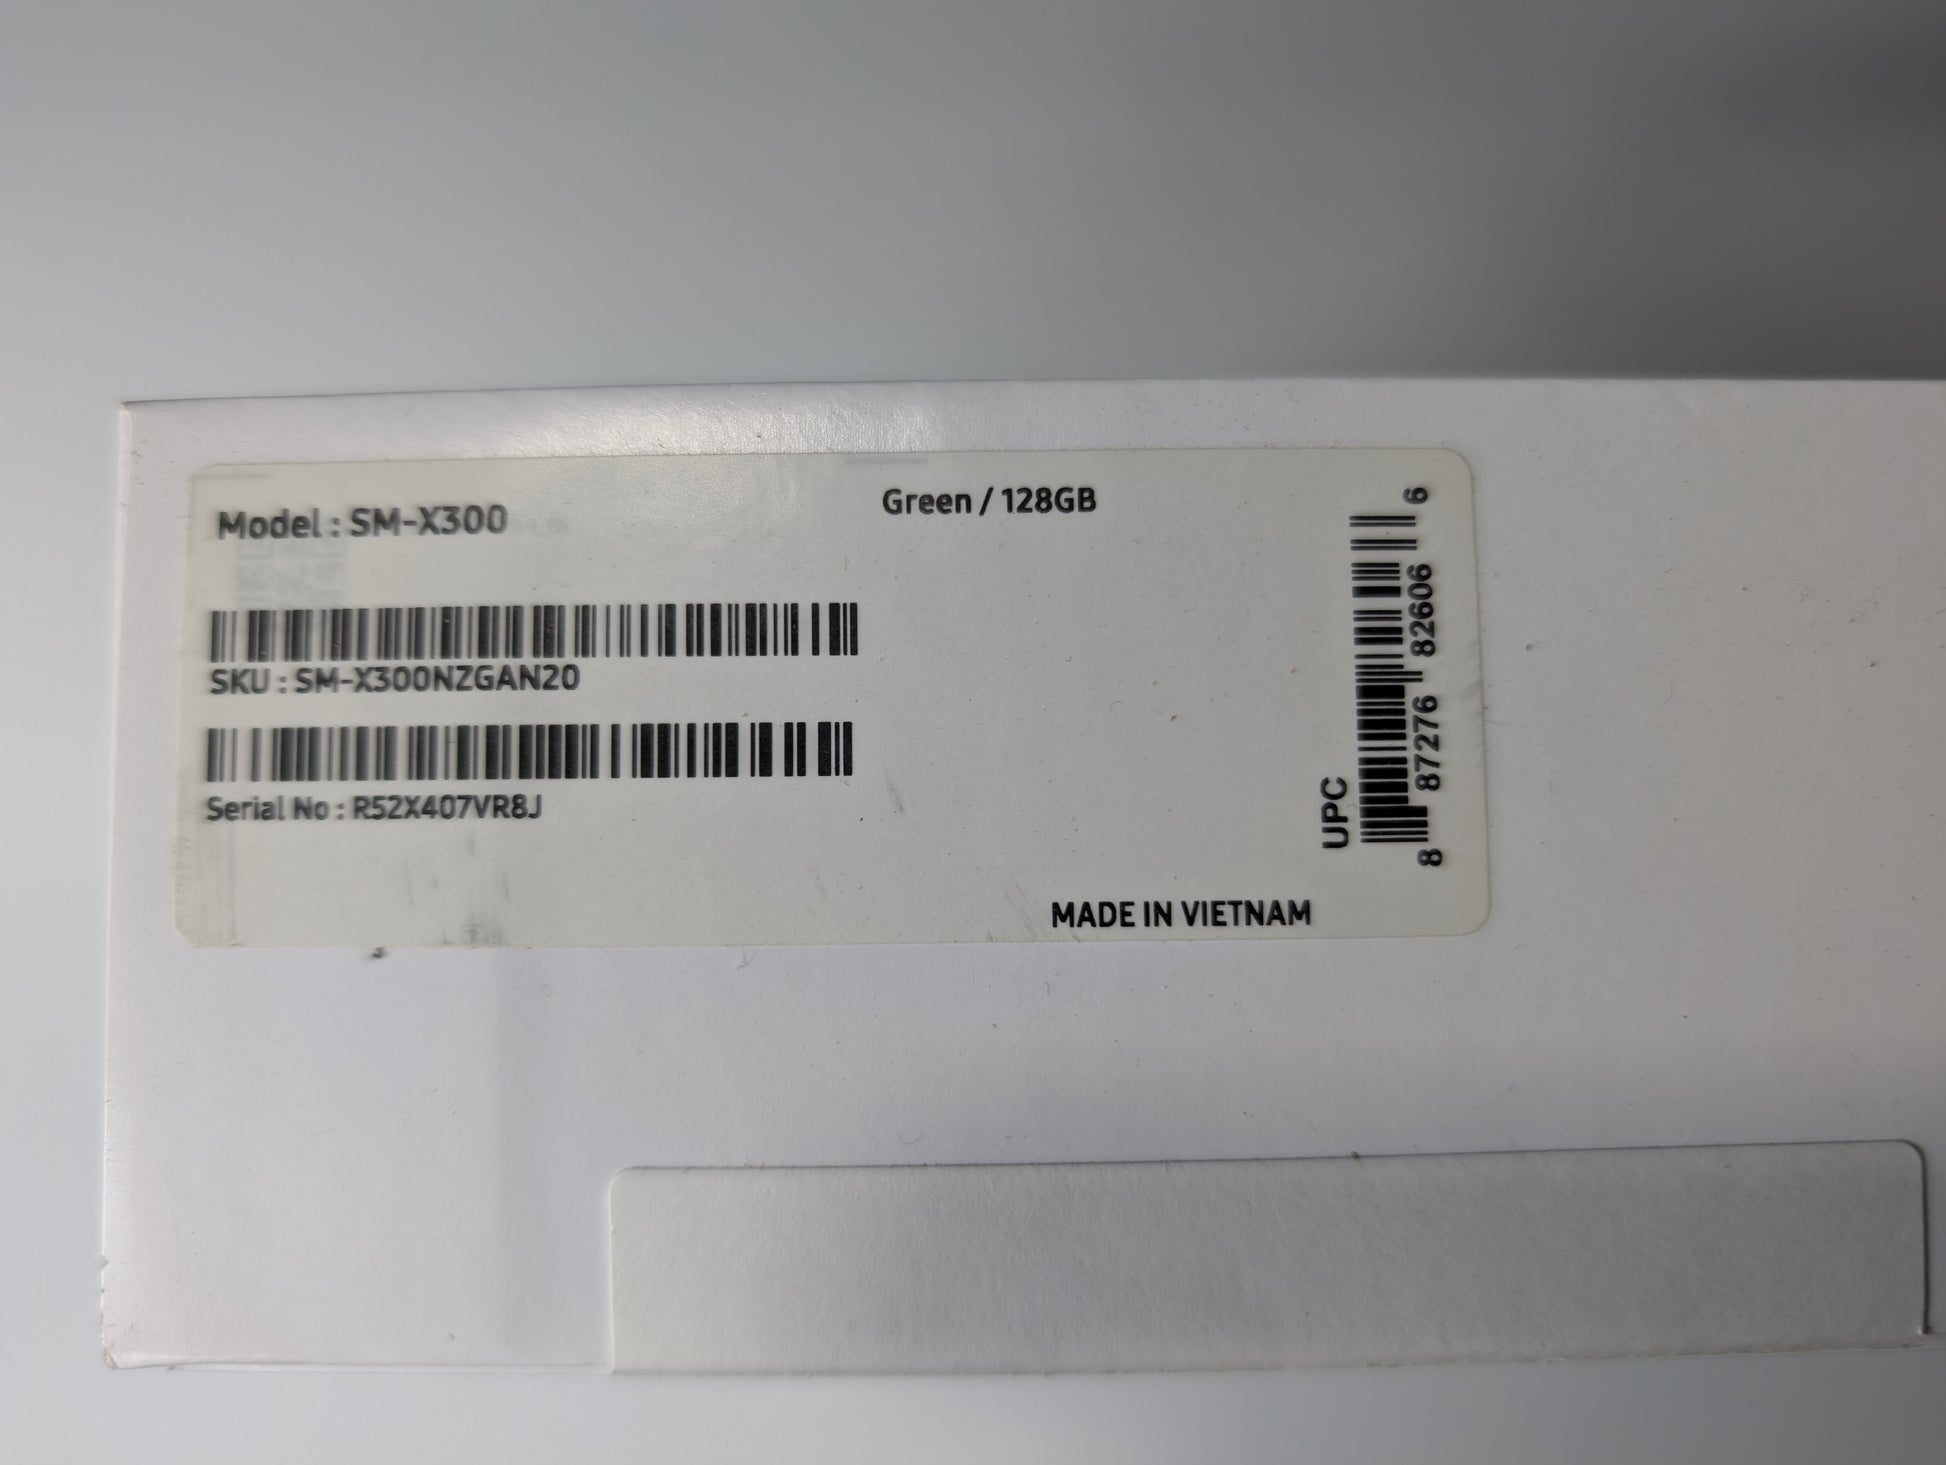 Model : SM-X300
Green / 128GB
SKU : SM-X300NZGAN20
Serial No : R52X407VR8J
UPC
8 87276 82606 6
MADE IN VIETNAM